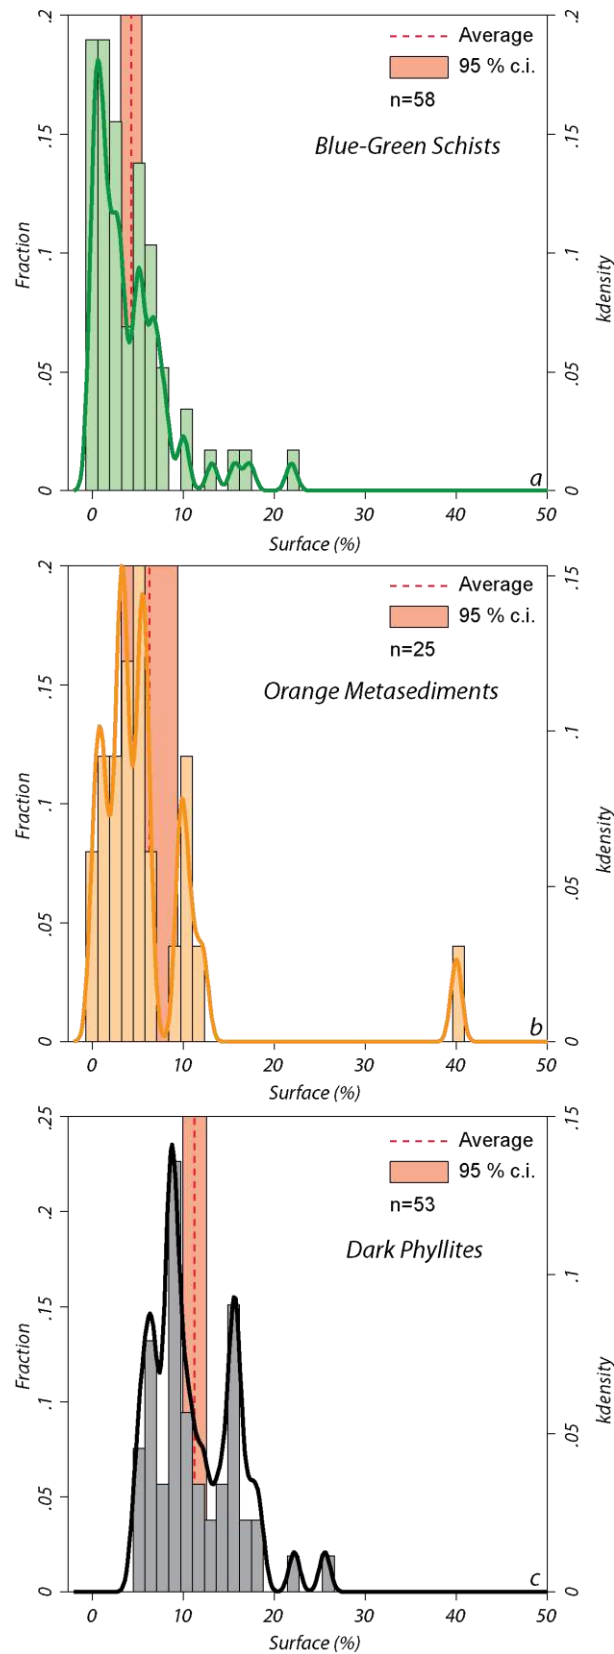 .2
.15
.1
.05
0
Fraction
Average
95 % c.i.
n=58
Blue-Green Schists
a
.2
.15
.1
.05
0
kdensity
0 10 20 30 40 50
Surface (%)
.2
.15
.1
.05
0
Fraction
Average
95 % c.i.
n=25
Orange Metasediments
b
.15
.1
.05
0
kdensity
0 10 20 30 40 50
Surface (%)
25
.2
.15
.1
.05
0
Fraction
Average
95 % c.i.
n=53
Dark Phyllites
c
.15
.1
.05
0
kdensity
0 10 20 30 40 50
Surface (%)